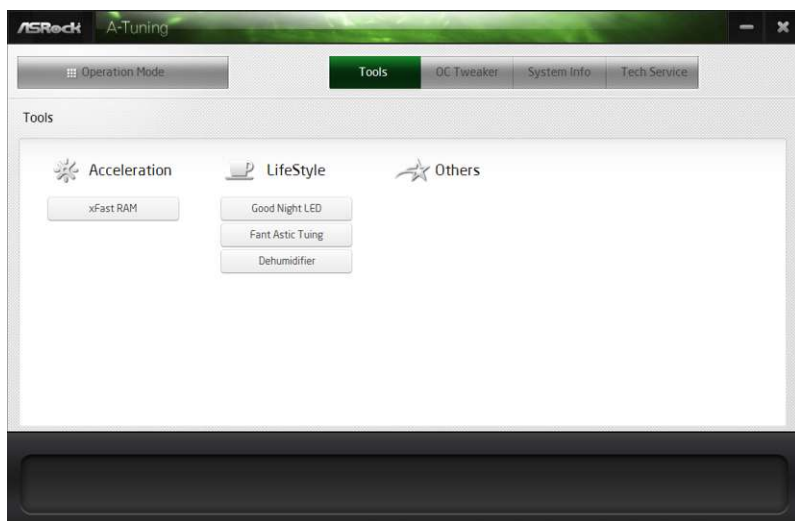 ASRock A-Tuning
Operation Mode Tools OC Tweaker System Info Tech Service
Tools
Acceleration LifeStyle Others
xFast RAM Good Night LED
Fant Astic Tuing
Dehumidifier